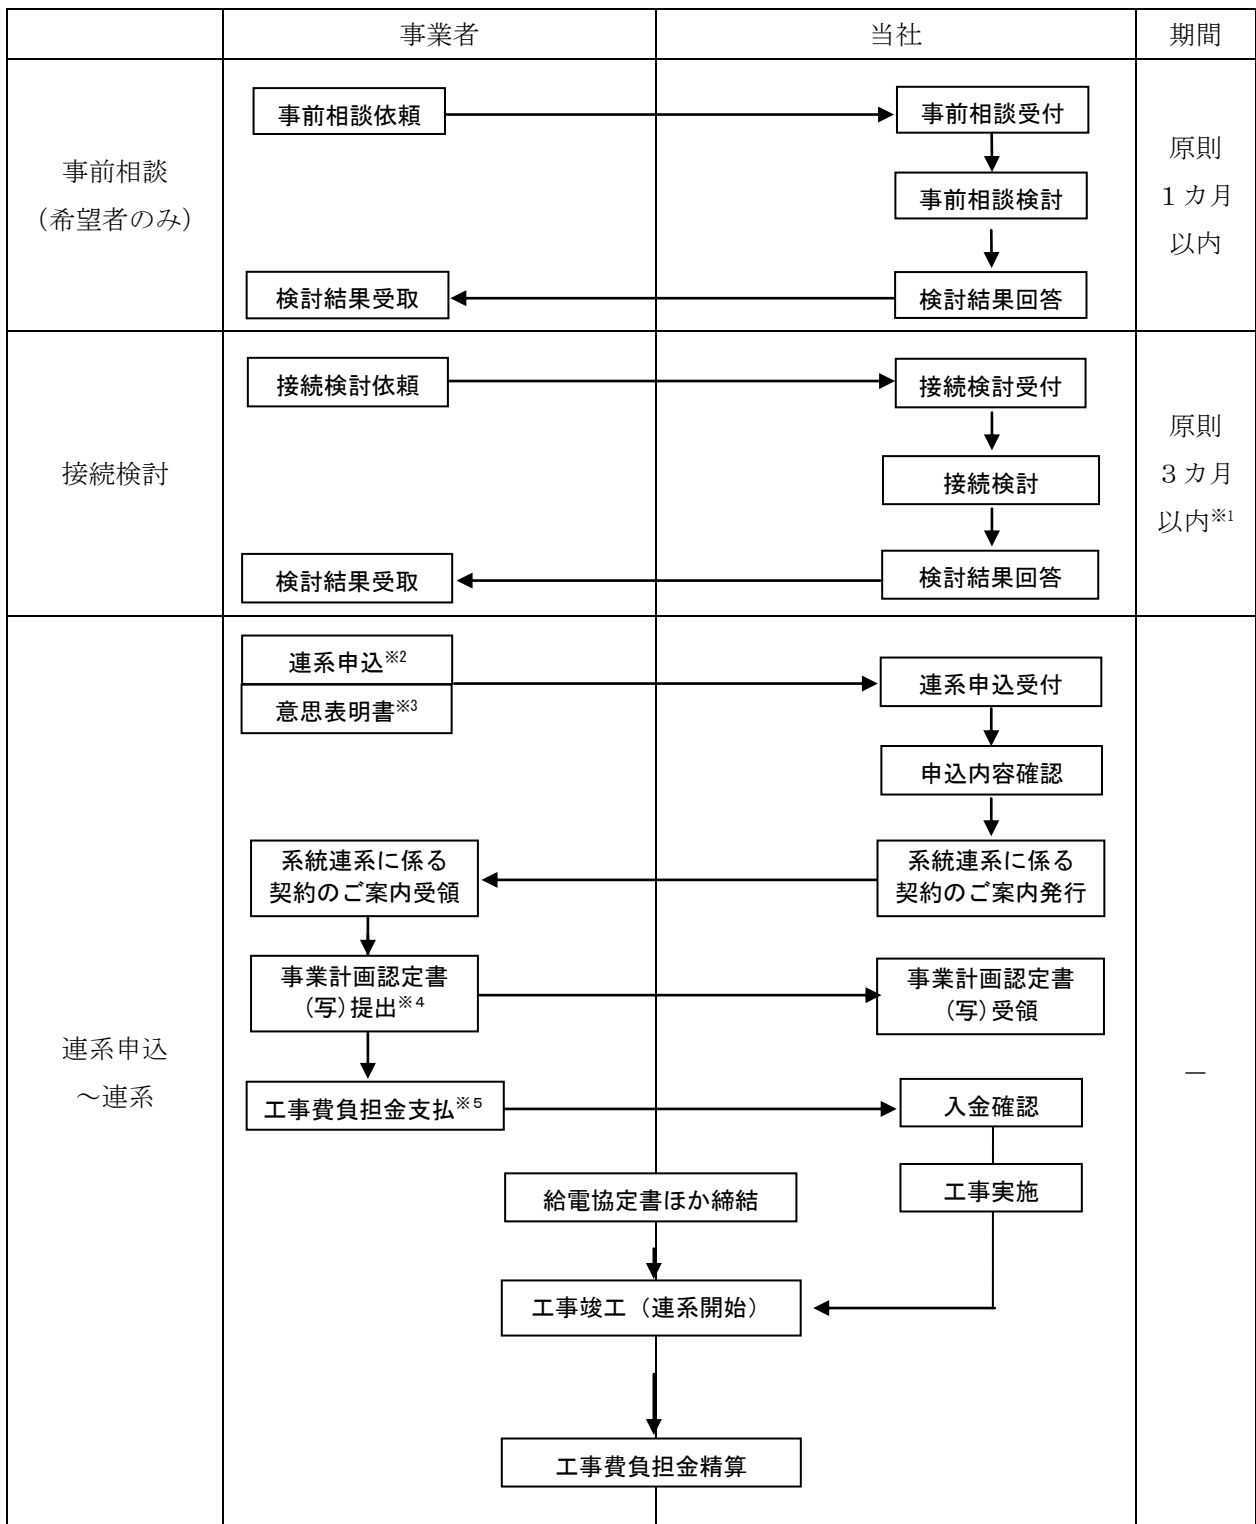 事業者
当社
期間
事前相談
（希望者のみ）
事前相談依頼
事前相談受付
事前相談検討
検討結果受取
検討結果回答
原則
１カ月
以内
接続検討
接続検討依頼
接続検討受付
接続検討
検討結果受取
検討結果回答
原則
３カ月
以内※1
連系申込
～連系
連系申込※2
意思表明書※3
連系申込受付
申込内容確認
系統連系に係る
契約のご案内受領
系統連系に係る
契約のご案内発行
事業計画認定書
（写）提出※４
事業計画認定書
（写）受領
工事費負担金支払※５
入金確認
給電協定書ほか締結
工事実施
工事竣工（連系開始）
工事費負担金精算
－